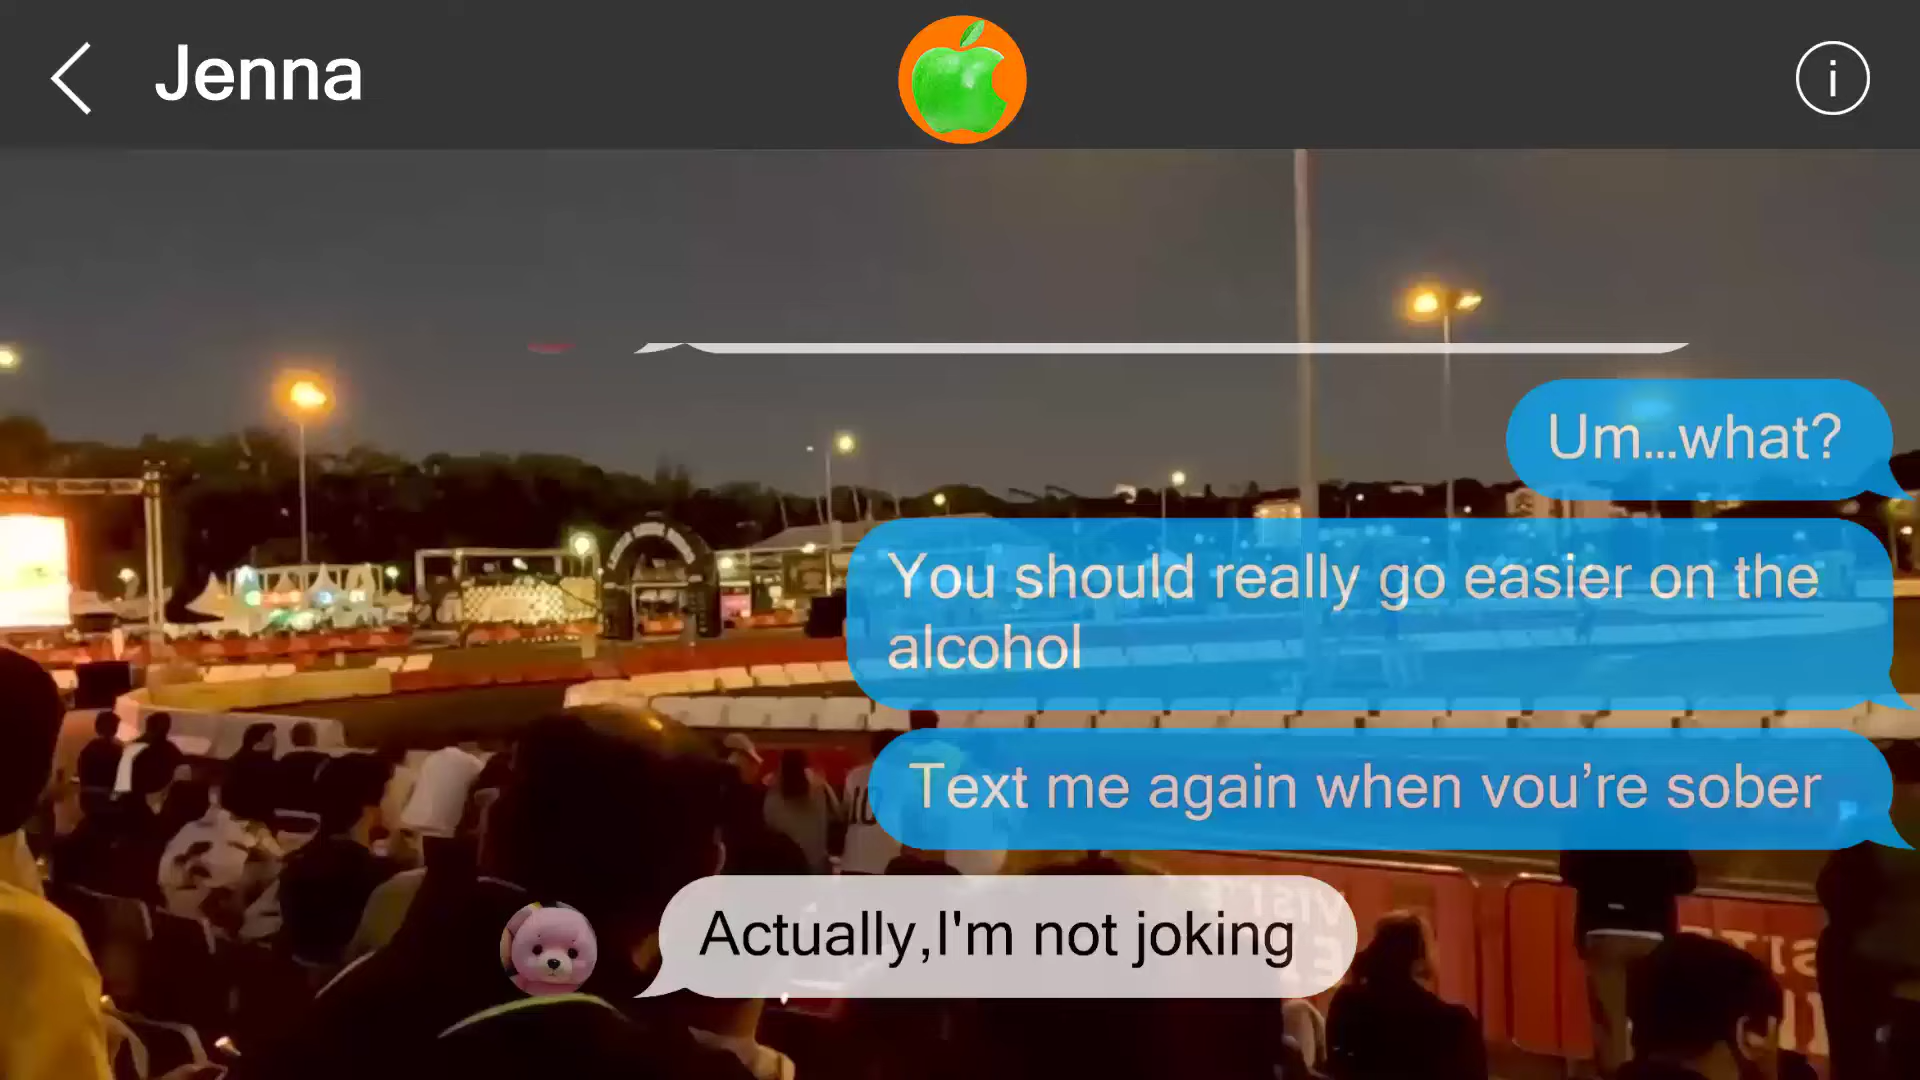 Jenna
i
Um...what?
You should really go easier on the
alcohol
Text me again when vou’re sober
Actually,I'm not joking